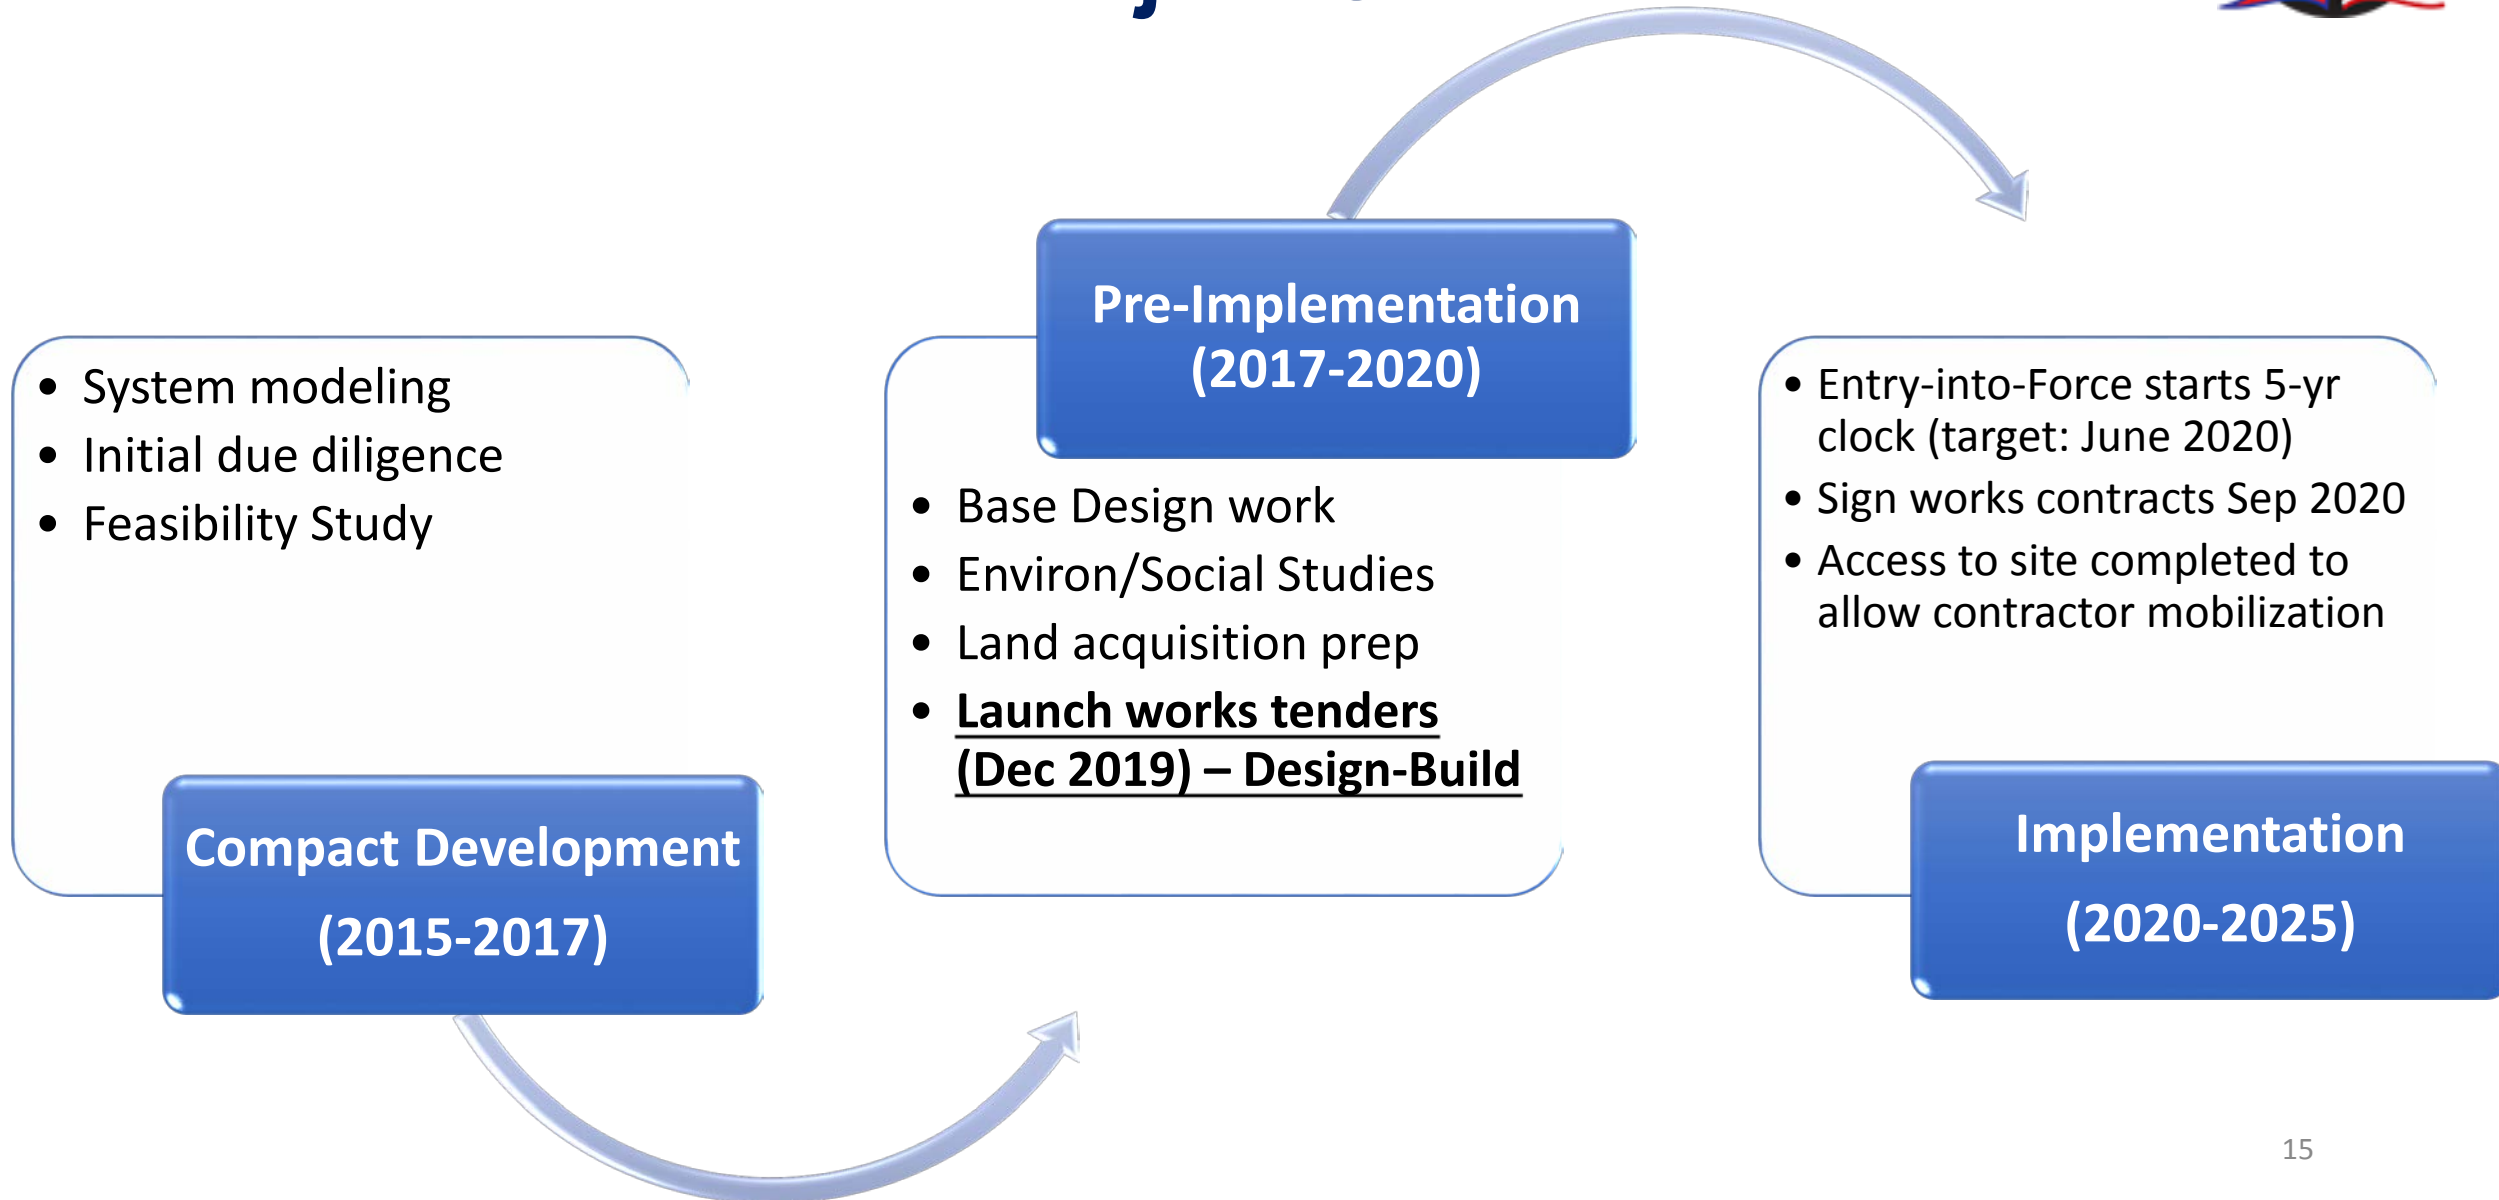 • System modeling
• Initial due diligence
• Feasibility Study
Compact Development
(2015-2017)
Pre-Implementation
(2017-2020)
• Base Design work
• Environ/Social Studies
• Land acquisition prep
• Launch works tenders
(Dec 2019) – Design-Build
• Entry-into-Force starts 5-yr
clock (target: June 2020)
• Sign works contracts Sep 2020
• Access to site completed to
allow contractor mobilization
Implementation
(2020-2025)
15